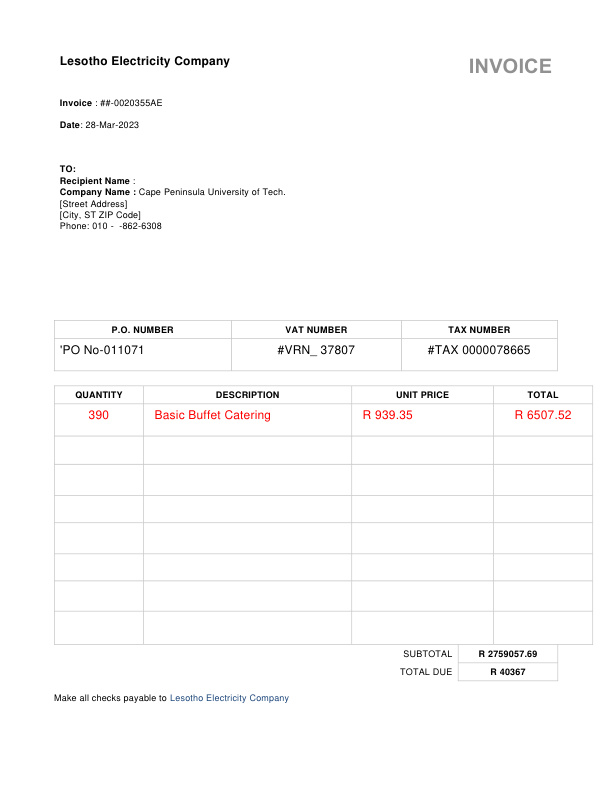 Lesotho Electricity Company
INVOICE
Invoice : ##-0020355AE
Date: 28-Mar-2023
TO:
Recipient Name :
Company Name : Cape Peninsula University of Tech.
[Street Address]
[City, ST ZIP Code]
Phone: 010 - -862-6308
P.O. NUMBER VAT NUMBER TAX NUMBER
'PO No-011071 #VRN_ 37807 #TAX 0000078665
QUANTITY DESCRIPTION UNIT PRICE TOTAL
390 Basic Buffet Catering R 939.35 R 6507.52
SUBTOTAL R 2759057.69
TOTAL DUE R 40367
Make all checks payable to Lesotho Electricity Company